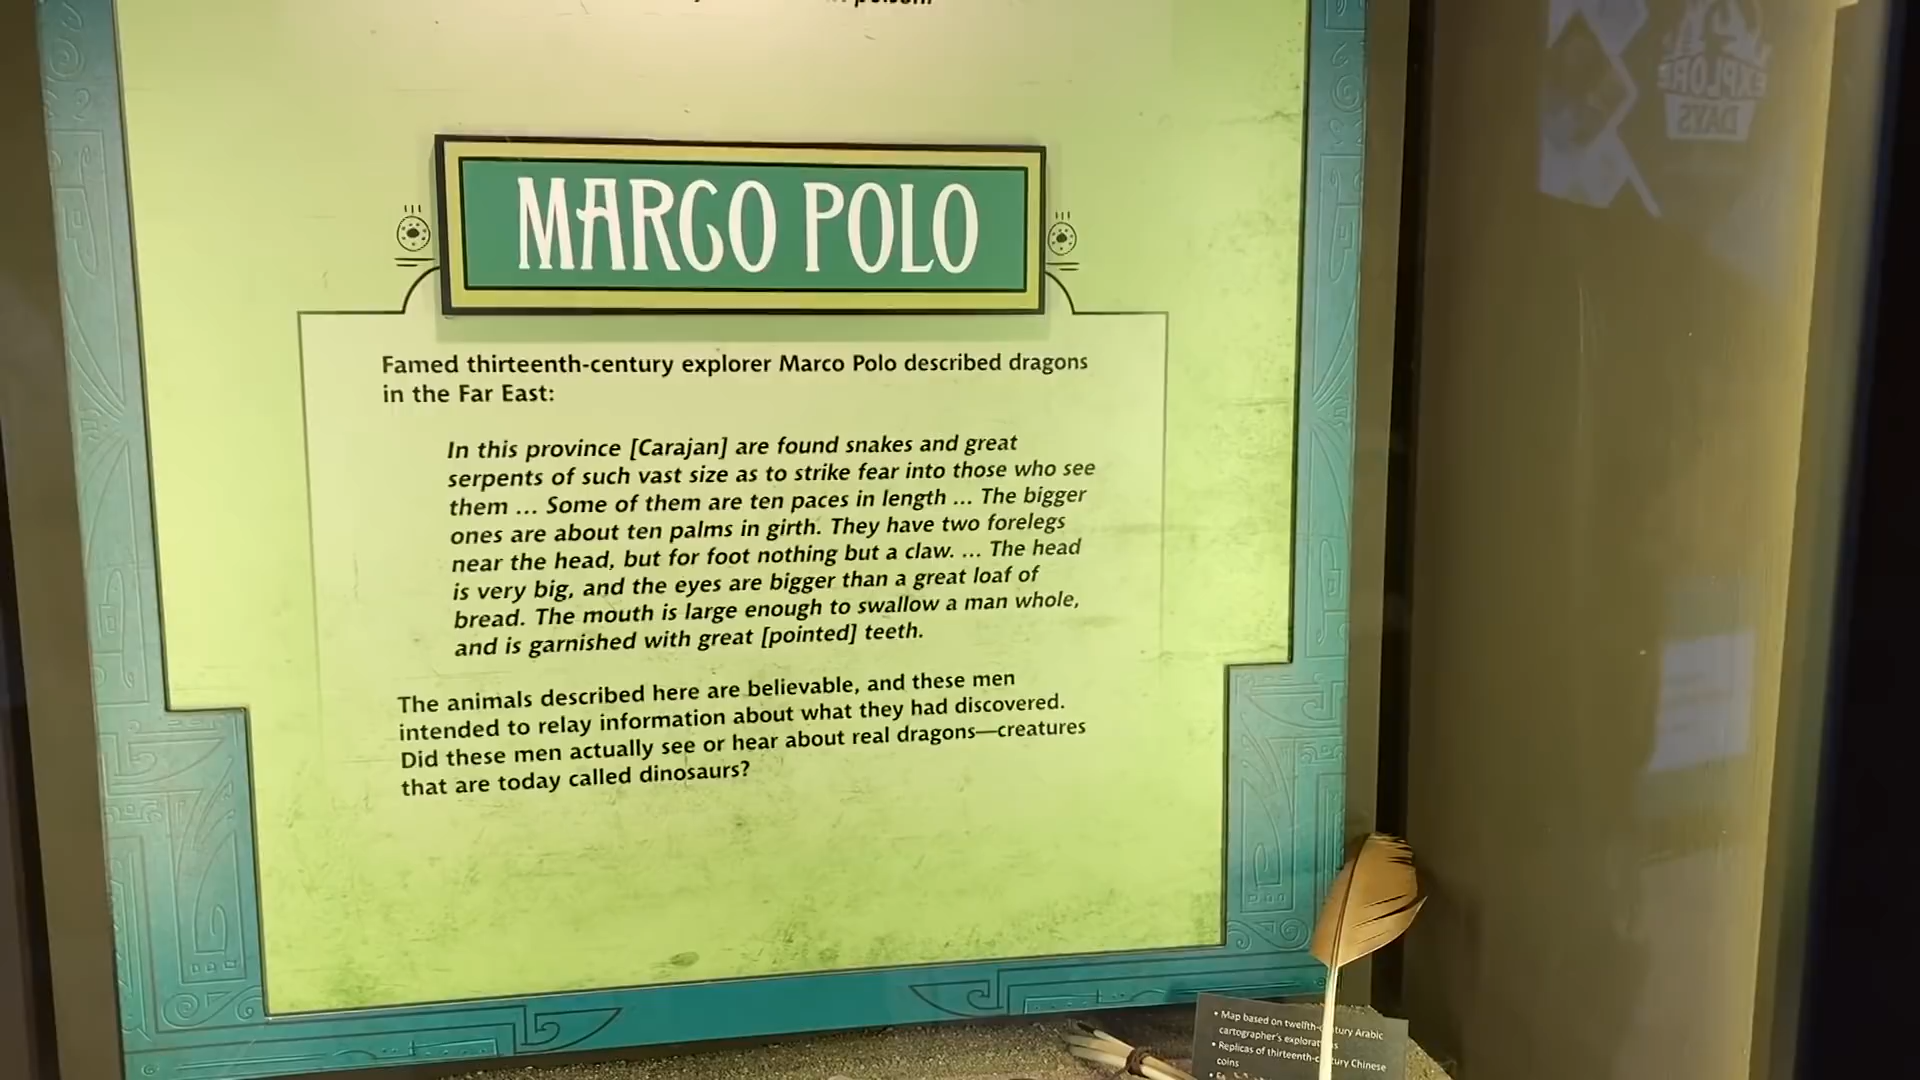 MARCO POLO
Famed thirteenth-century explorer Marco Polo described dragons
in the Far East:
In this province [Carajan] are found snakes and great
serpents of such vast size as to strike fear into those who see
them ... Some of them are ten paces in length ... The bigger
ones are about ten palms in girth. They have two forelegs
near the head, but for foot nothing but a claw. ... The head
is very big, and the eyes are bigger than a great loaf of
bread. The mouth is large enough to swallow a man whole,
and is garnished with great [pointed] teeth.
The animals described here are believable, and these men
intended to relay information about what they had discovered.
Did these men actually see or hear about real dragons—creatures
that are today called dinosaurs?
EXPLORE
DAYS
• Map based on twelfth-century Arabic
cartographer's explorations
• Replicas of thirteenth-century Chinese
coins